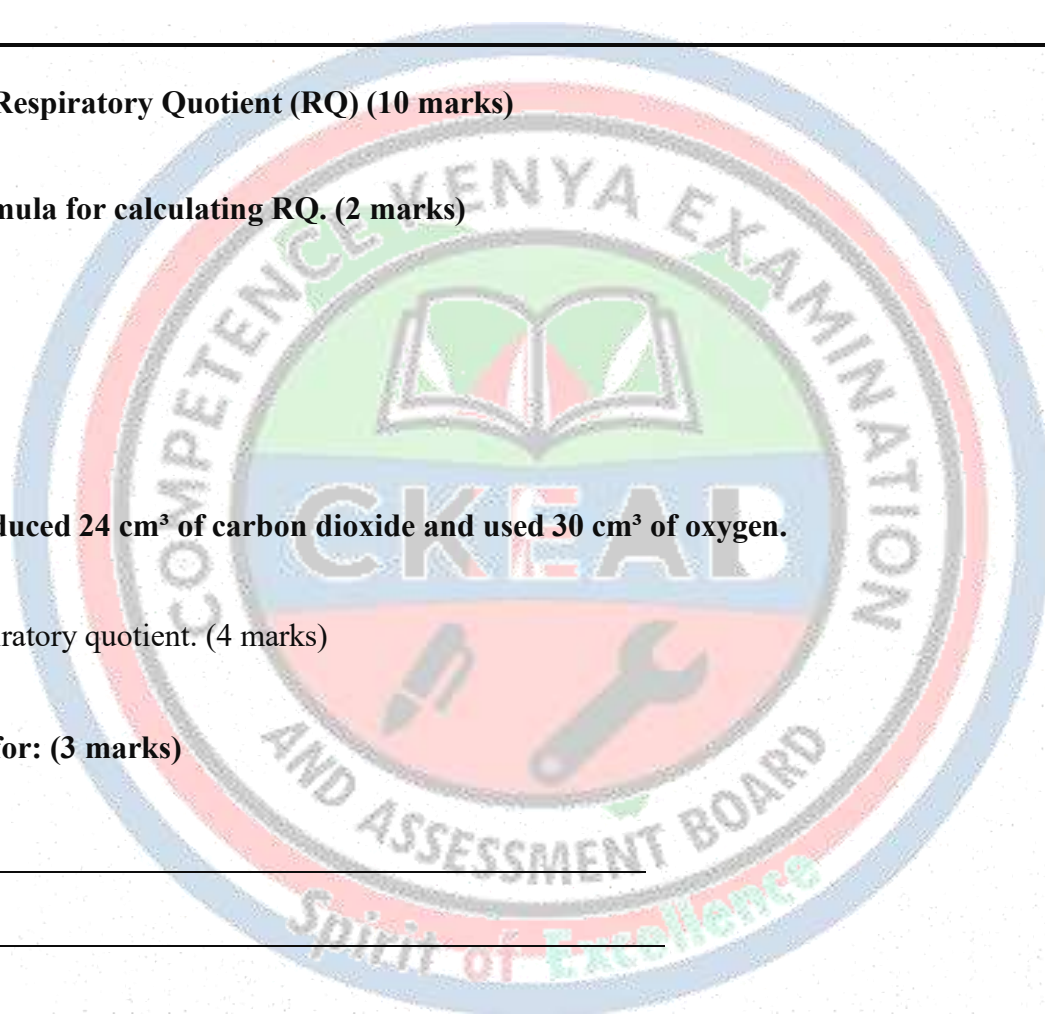 Respiratory Quotient (RQ) (10 marks)
mula for calculating RQ. (2 marks)
duced 24 cm³ of carbon dioxide and used 30 cm³ of oxygen.
iratory quotient. (4 marks)
for: (3 marks)
COMPETENCE KENYA EXAMINATION
CKEAB
AND ASSESSMENT BOARD
Spirit of Excellence